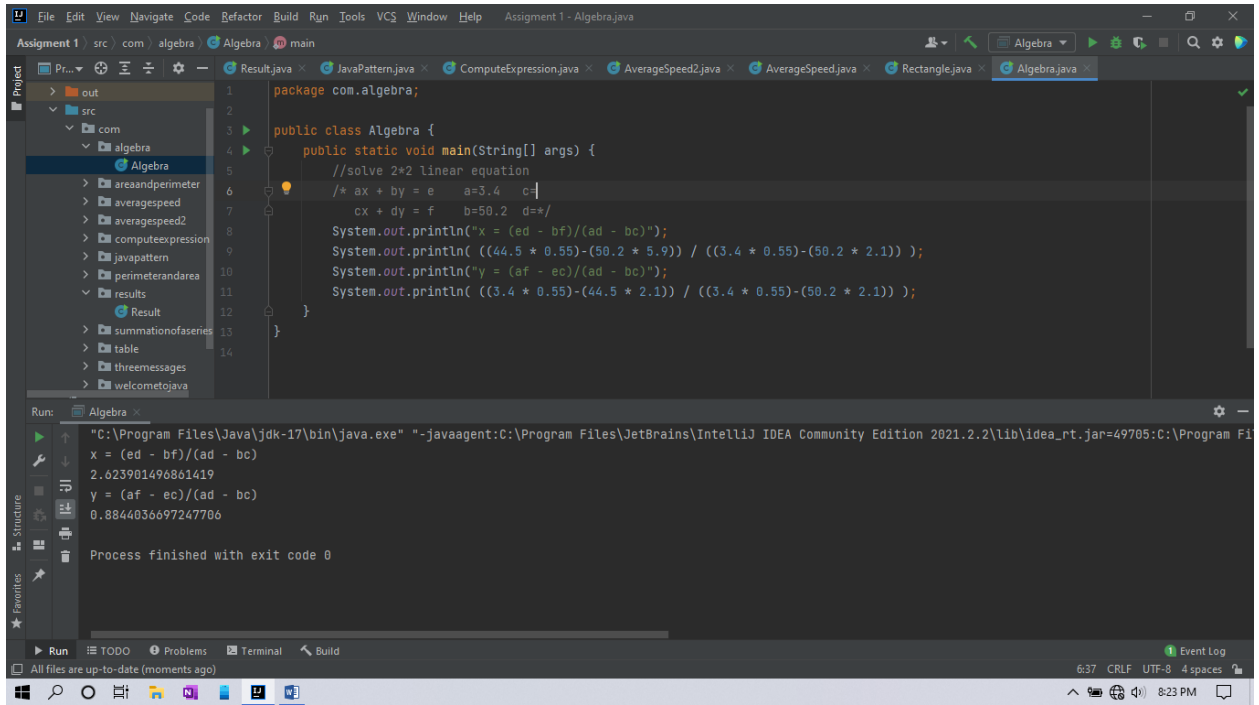 File Edit View Navigate Code Refactor Build Run Tools VCS Window Help Assigment 1 - Algebra.java
Assigment 1 src com algebra Algebra main Algebra
Project Pr... Result.java JavaPattern.java ComputeExpression.java AverageSpeed2.java AverageSpeed.java Rectangle.java Algebra.java
out
src
com
algebra
Algebra
areaandperimeter
averagespeed
averagespeed2
computeexpression
javapattern
perimeterandarea
results
Result
summationofaseries
table
threemessages
welcometojava
1 package com.algebra;
2
3 public class Algebra {
4 public static void main(String[] args) {
5 //solve 2*2 linear equation
6 /* ax + by = e a=3.4 c=
7 cx + dy = f b=50.2 d=*/
8 System.out.println("x = (ed - bf)/(ad - bc)");
9 System.out.println( ((44.5 * 0.55)-(50.2 * 5.9)) / ((3.4 * 0.55)-(50.2 * 2.1)) );
10 System.out.println("y = (af - ec)/(ad - bc)");
11 System.out.println( ((3.4 * 0.55)-(44.5 * 2.1)) / ((3.4 * 0.55)-(50.2 * 2.1)) );
12 }
13 }
14
Run: Algebra
"C:\Program Files\Java\jdk-17\bin\java.exe" "-javaagent:C:\Program Files\JetBrains\IntelliJ IDEA Community Edition 2021.2.2\lib\idea_rt.jar=49705:C:\Program Fi
x = (ed - bf)/(ad - bc)
2.623901496861419
y = (af - ec)/(ad - bc)
0.8844036697247706
Process finished with exit code 0
Structure
Favorites
Run TODO Problems Terminal Build 1 Event Log
All files are up-to-date (moments ago) 6:37 CRLF UTF-8 4 spaces
8:23 PM